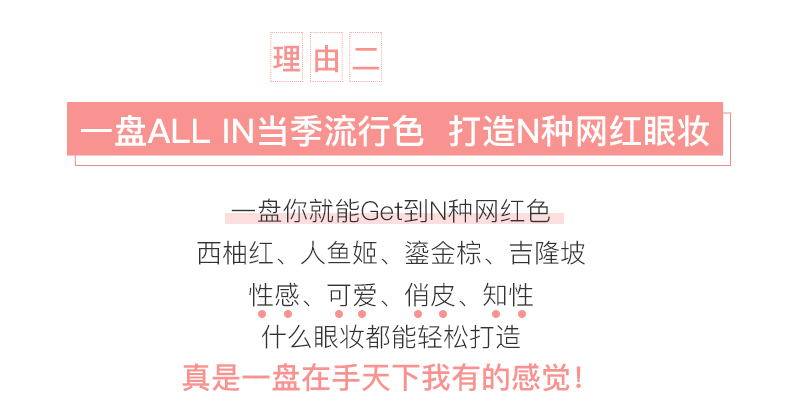 理由二
一盘ALL IN当季流行色 打造N种网红眼妆
一盘你就能Get到N种网红色
西柚红、人鱼姬、鎏金棕、吉隆坡
性感、可爱、俏皮、知性
什么眼妆都能轻松打造
真是一盘在手天下我有的感觉！